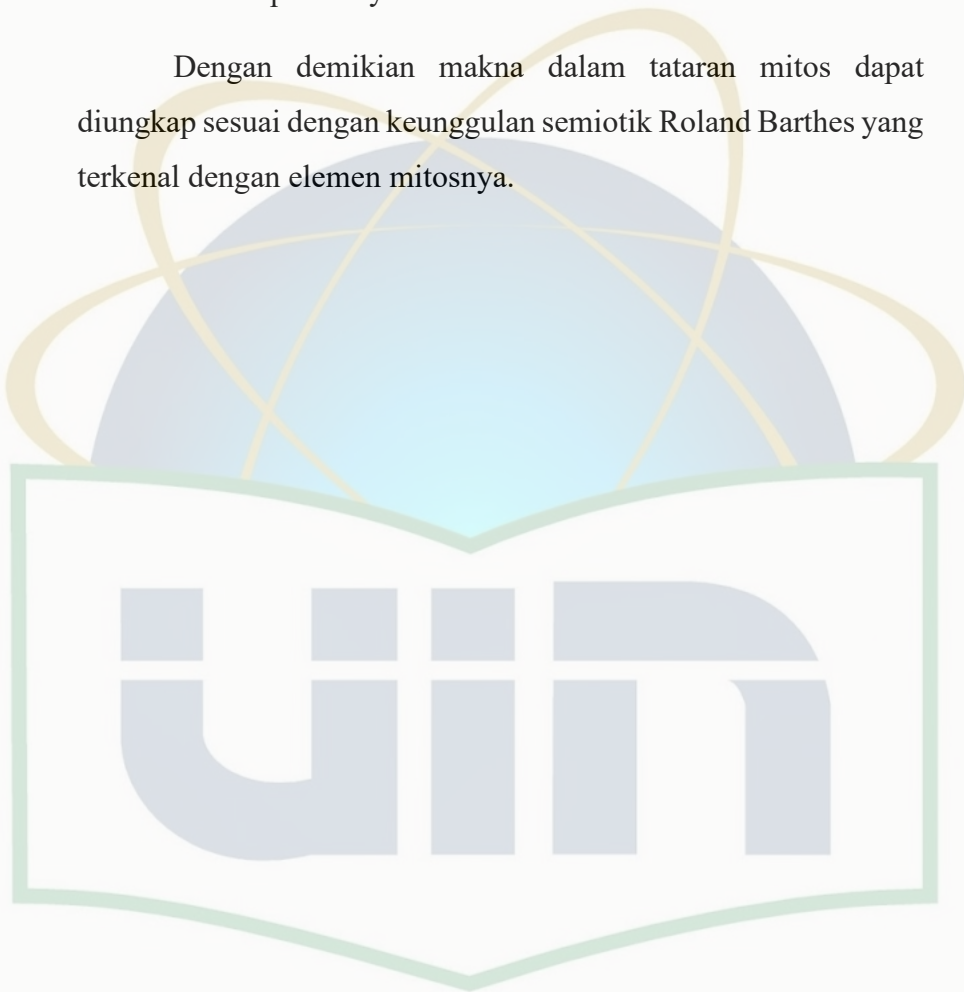 Dengan demikian makna dalam tataran mitos dapat
diungkap sesuai dengan keunggulan semiotik Roland Barthes yang
terkenal dengan elemen mitosnya.
uin